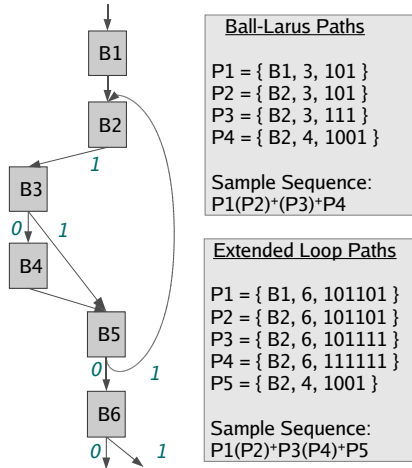 B1
B2
1
B3
0
1
B4
B5
0
1
B6
0
1
Ball-Larus Paths
P1 = { B1, 3, 101 }
P2 = { B2, 3, 101 }
P3 = { B2, 3, 111 }
P4 = { B2, 4, 1001 }
Sample Sequence:
P1(P2)⁺(P3)⁺P4
Extended Loop Paths
P1 = { B1, 6, 101101 }
P2 = { B2, 6, 101101 }
P3 = { B2, 6, 101111 }
P4 = { B2, 6, 111111 }
P5 = { B2, 4, 1001 }
Sample Sequence:
P1(P2)⁺P3(P4)⁺P5